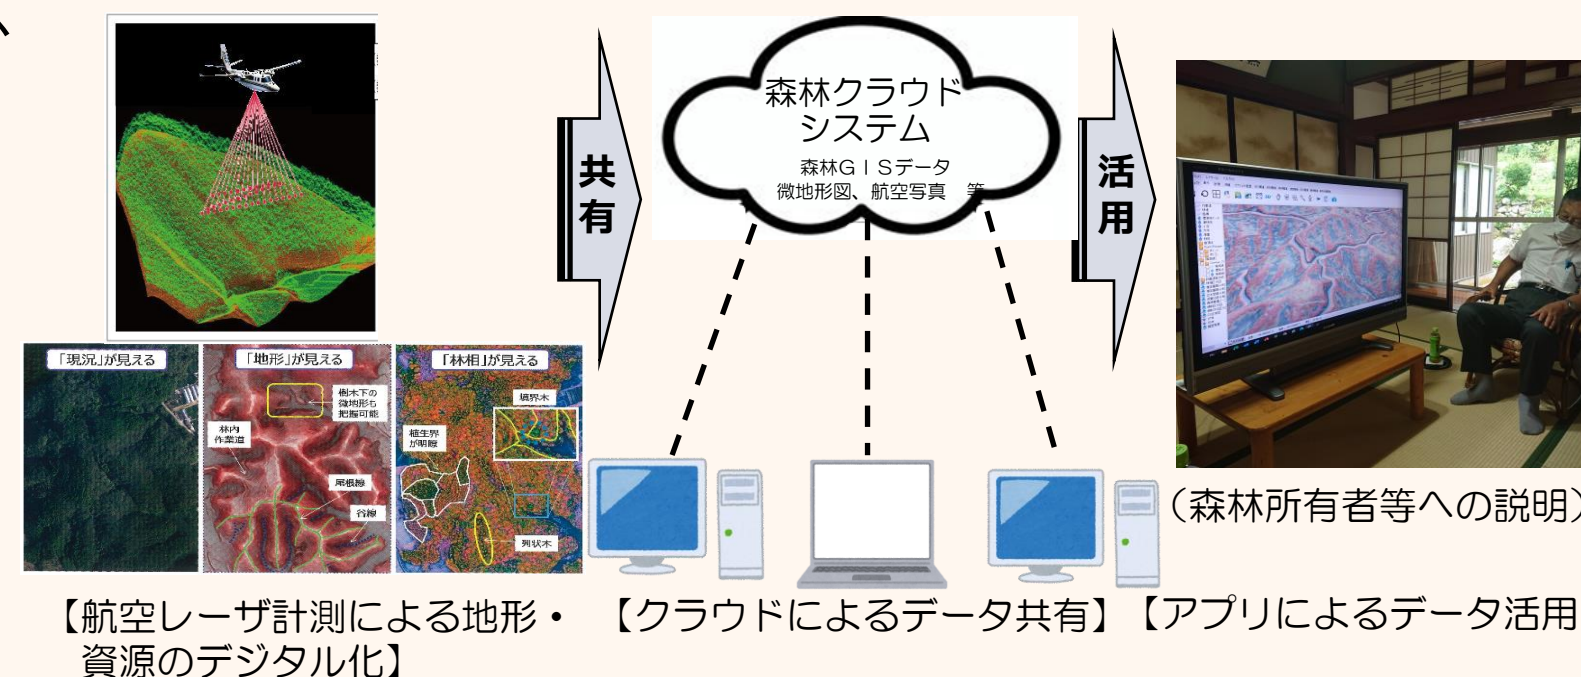 共有
森林クラウド
システム
森林ＧＩＳデータ
微地形図、航空写真　等
活用
「現況」が見える
「地形」が見える
樹木下の
微地形も
把握可能
林内
作業道
尾根線
谷線
「林相」が見える
境界木
植生界
が明瞭
列状木
（森林所有者等への説明）
【航空レーザ計測による地形・
資源のデジタル化】
【クラウドによるデータ共有】
【アプリによるデータ活用